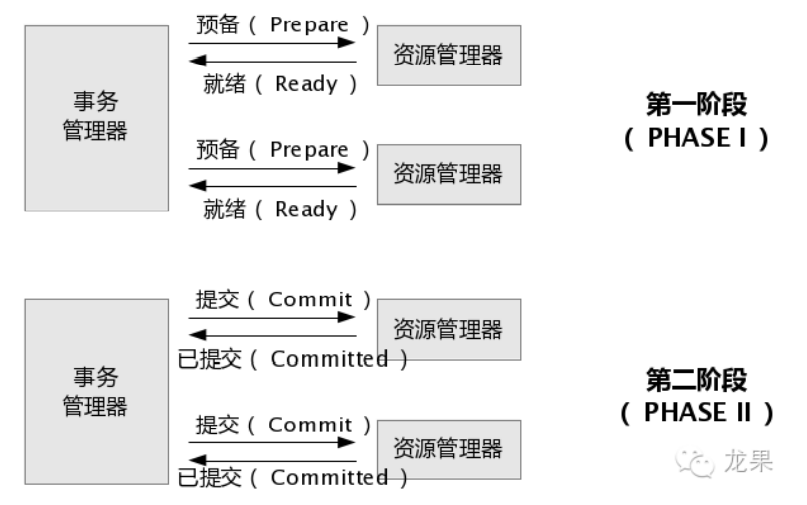 预备（ Prepare ）
资源管理器
就绪（ Ready ）
事务
管理器
预备（ Prepare ）
资源管理器
就绪（ Ready ）
第一阶段
（ PHASE I ）
提交（ Commit ）
资源管理器
已提交（ Committed ）
事务
管理器
提交（ Commit ）
资源管理器
已提交（ Committed ）
第二阶段
（ PHASE II ）
龙果